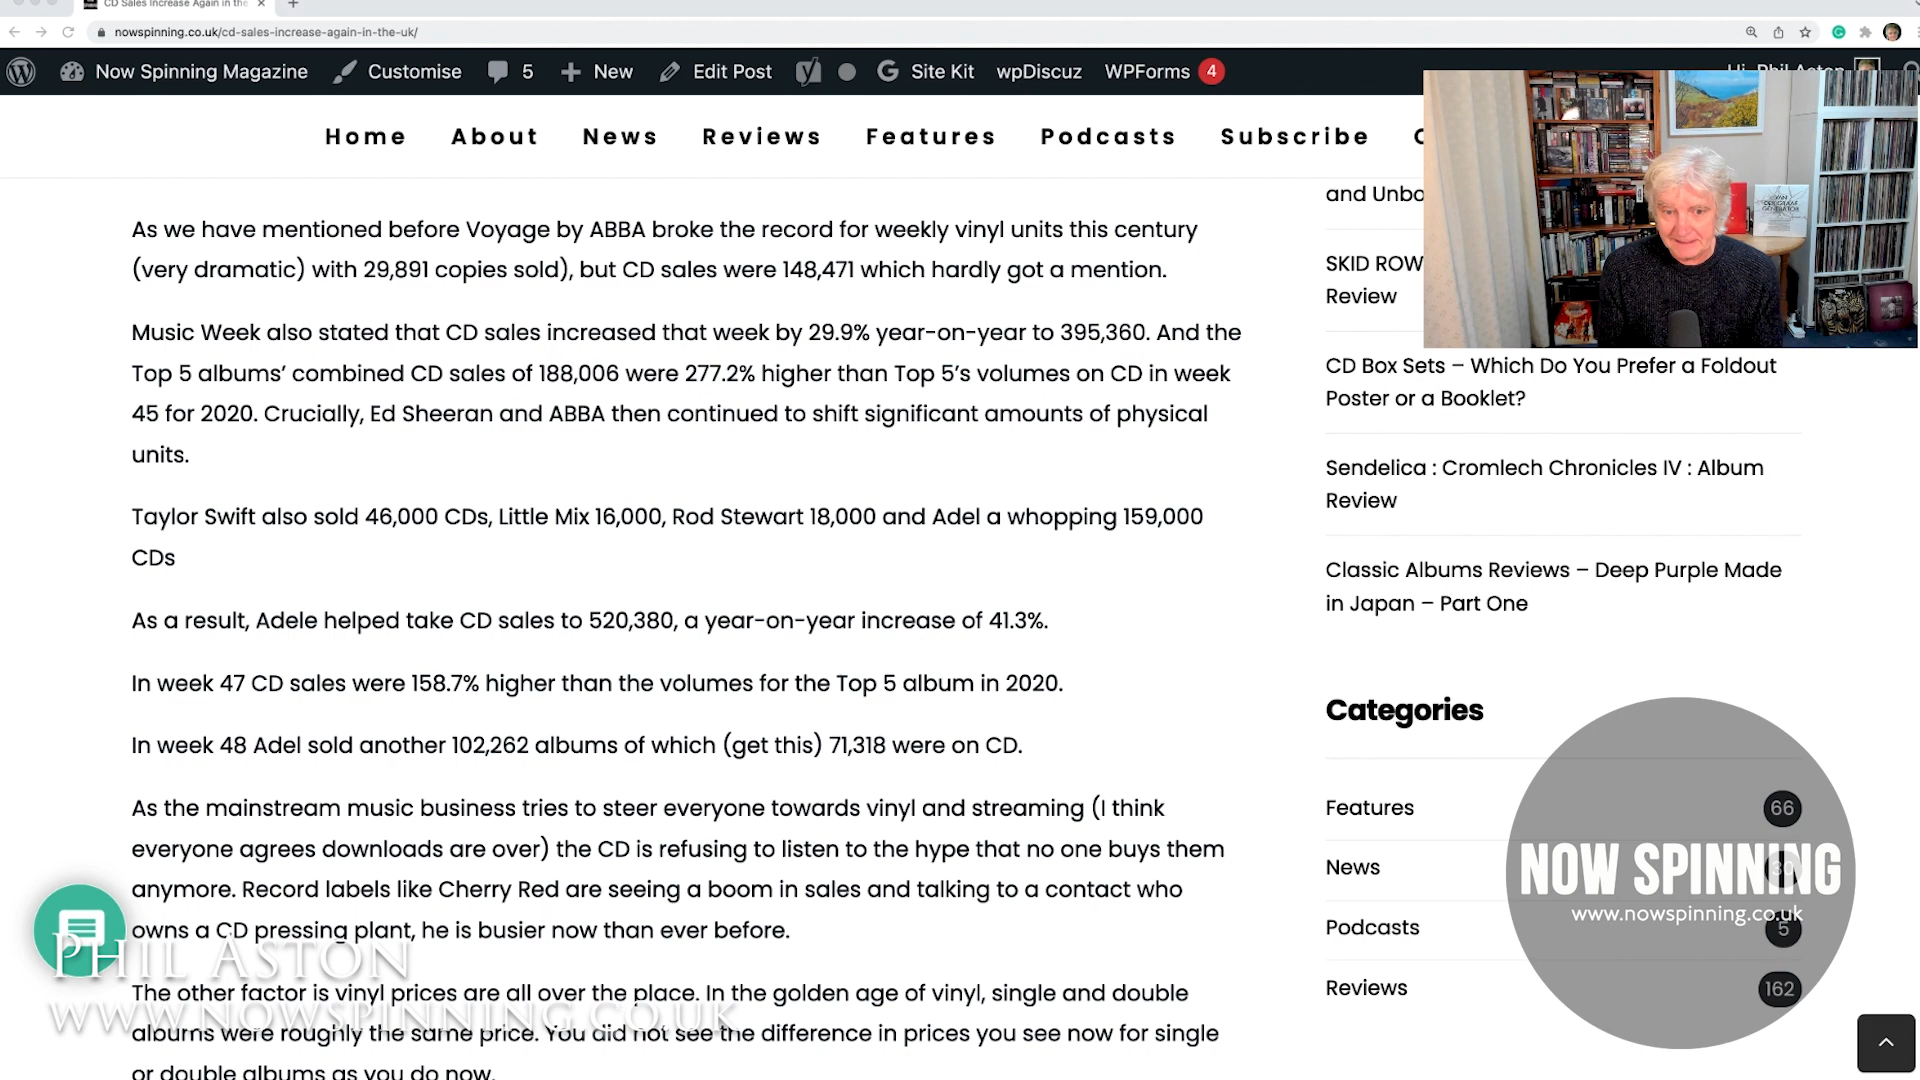 CD Sales Increase Again in the
nowspinning.co.uk/cd-sales-increase-again-in-the-uk/
Now Spinning Magazine Customise 5 New Edit Post Site Kit wpDiscuz WPForms 4
Hi, Phil Aston
Home About News Reviews Features Podcasts Subscribe
As we have mentioned before Voyage by ABBA broke the record for weekly vinyl units this century
(very dramatic) with 29,891 copies sold), but CD sales were 148,471 which hardly got a mention.
Music Week also stated that CD sales increased that week by 29.9% year-on-year to 395,360. And the
Top 5 albums’ combined CD sales of 188,006 were 277.2% higher than Top 5’s volumes on CD in week
45 for 2020. Crucially, Ed Sheeran and ABBA then continued to shift significant amounts of physical
units.
Taylor Swift also sold 46,000 CDs, Little Mix 16,000, Rod Stewart 18,000 and Adel a whopping 159,000
CDs
As a result, Adele helped take CD sales to 520,380, a year-on-year increase of 41.3%.
In week 47 CD sales were 158.7% higher than the volumes for the Top 5 album in 2020.
In week 48 Adel sold another 102,262 albums of which (get this) 71,318 were on CD.
As the mainstream music business tries to steer everyone towards vinyl and streaming (I think
everyone agrees downloads are over) the CD is refusing to listen to the hype that no one buys them
anymore. Record labels like Cherry Red are seeing a boom in sales and talking to a contact who
owns a CD pressing plant, he is busier now than ever before.
The other factor is vinyl prices are all over the place. In the golden age of vinyl, single and double
albums were roughly the same price. You did not see the difference in prices you see now for single
or double albums as you do now.
and Unbo
SKID ROW
Review
CD Box Sets – Which Do You Prefer a Foldout
Poster or a Booklet?
Sendelica : Cromlech Chronicles IV : Album
Review
Classic Albums Reviews – Deep Purple Made
in Japan – Part One
Categories
Features 66
News
Podcasts 5
Reviews 162
VAN
DER GRAAF
GENERATOR
NOW SPINNING
www.nowspinning.co.uk
PHIL ASTON
WWW.NOWSPINNING.CO.UK